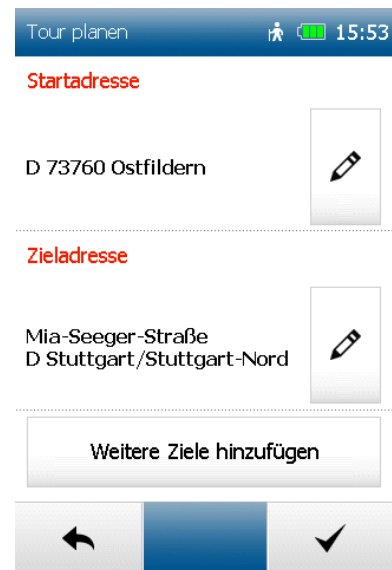 Tour planen
15:53
Startadresse
D 73760 Ostfildern
Zieladresse
Mia-Seeger-Straße
D Stuttgart/Stuttgart-Nord
Weitere Ziele hinzufügen